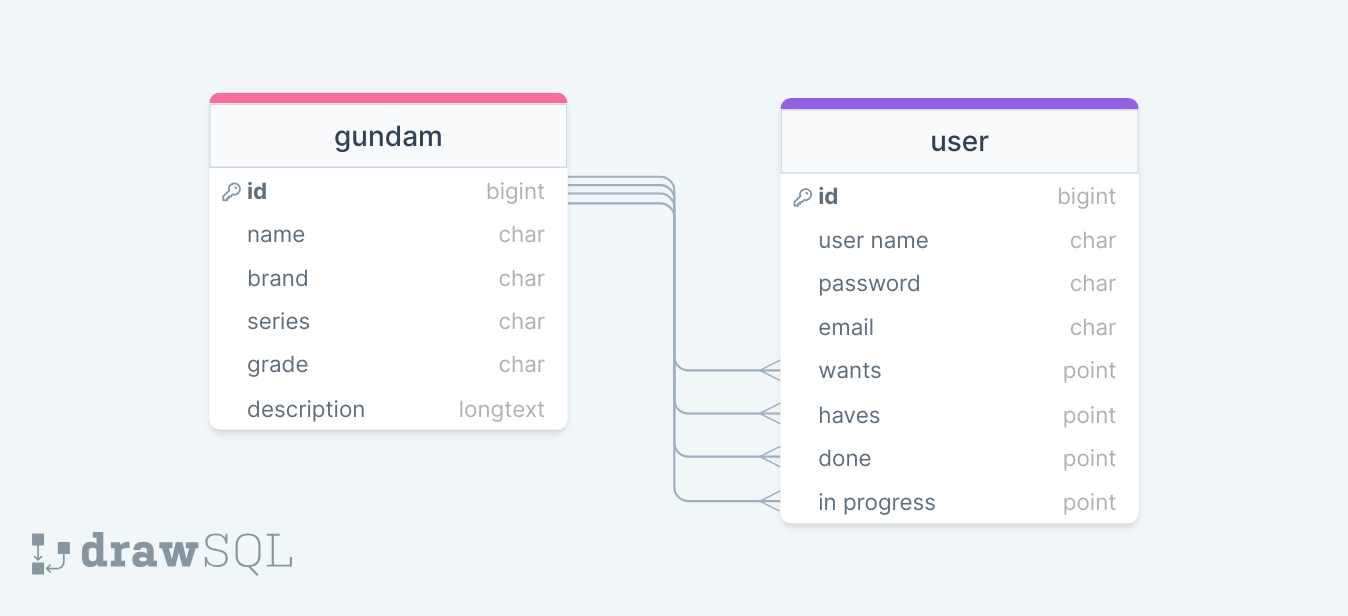 gundam
id bigint
name char
brand char
series char
grade char
description longtext
user
id bigint
user name char
password char
email char
wants point
haves point
done point
in progress point
drawSQL